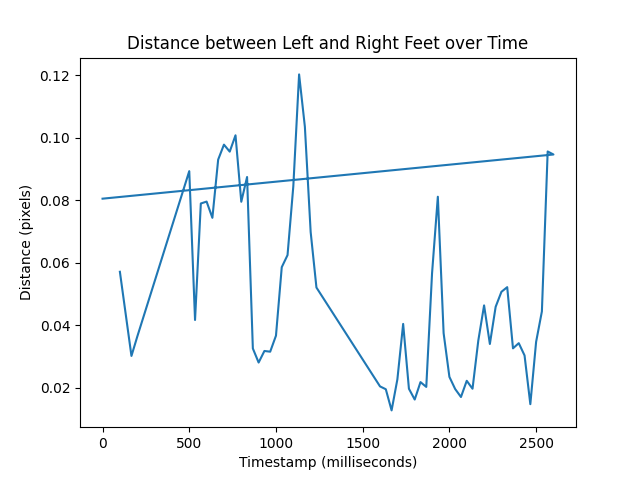 Distance between Left and Right Feet over Time
0.12
0.10
0.08
0.06
0.04
0.02
Distance (pixels)
0 500 1000 1500 2000 2500
Timestamp (milliseconds)